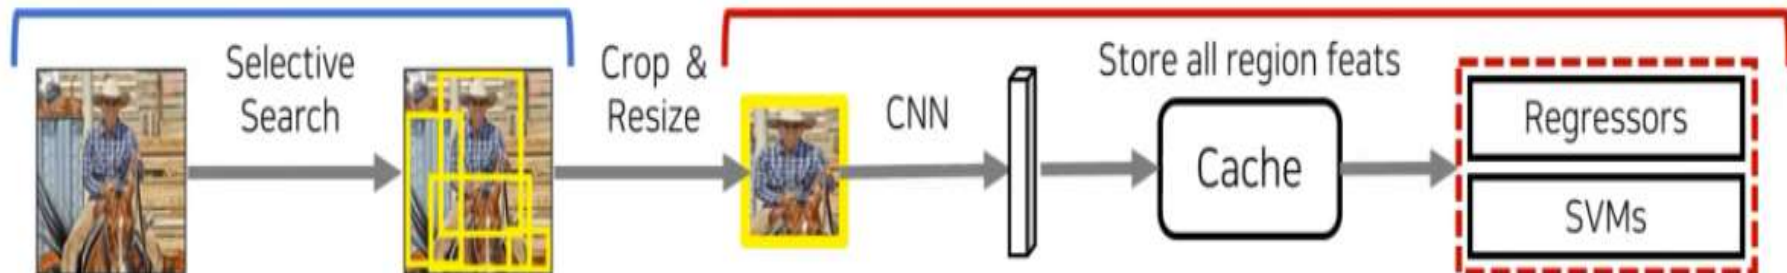 Selective
Search
Crop &
Resize
CNN
Store all region feats
Cache
Regressors
SVMs